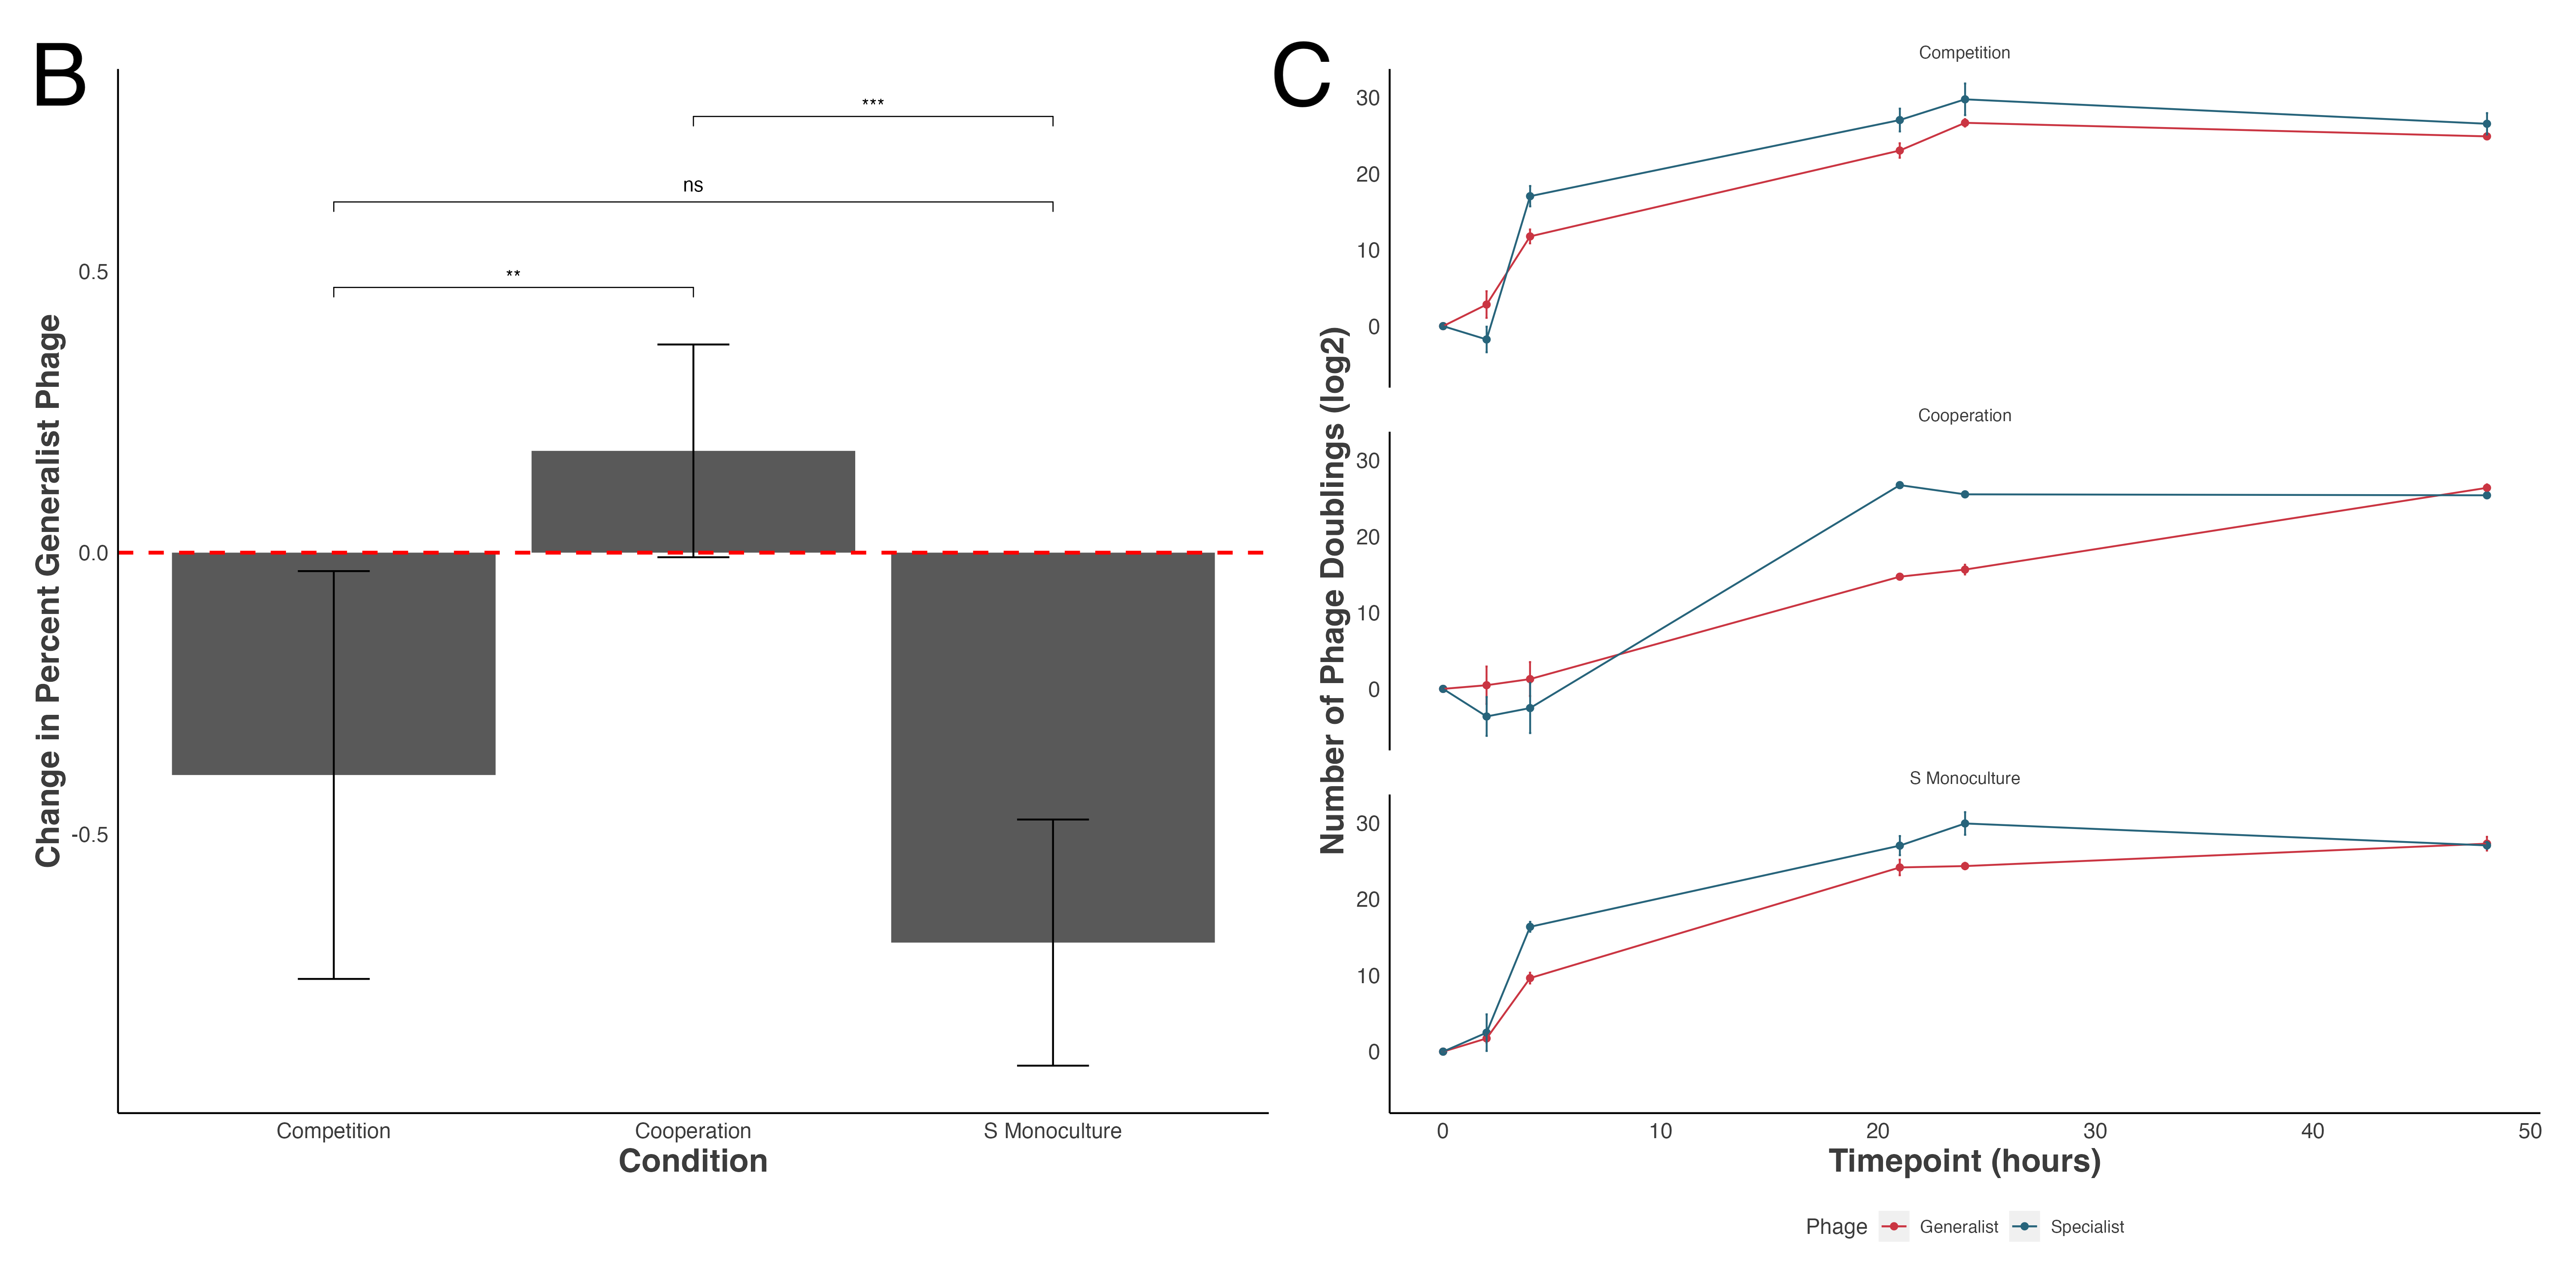 B
Change in Percent Generalist Phage
0.5
0.0
-0.5
***
ns
**
Competition
Cooperation
S Monoculture
Condition
C
Number of Phage Doublings (log2)
Competition
30
20
10
0
Cooperation
30
20
10
0
S Monoculture
30
20
10
0
0 10 20 30 40 50
Timepoint (hours)
Phage Generalist Specialist